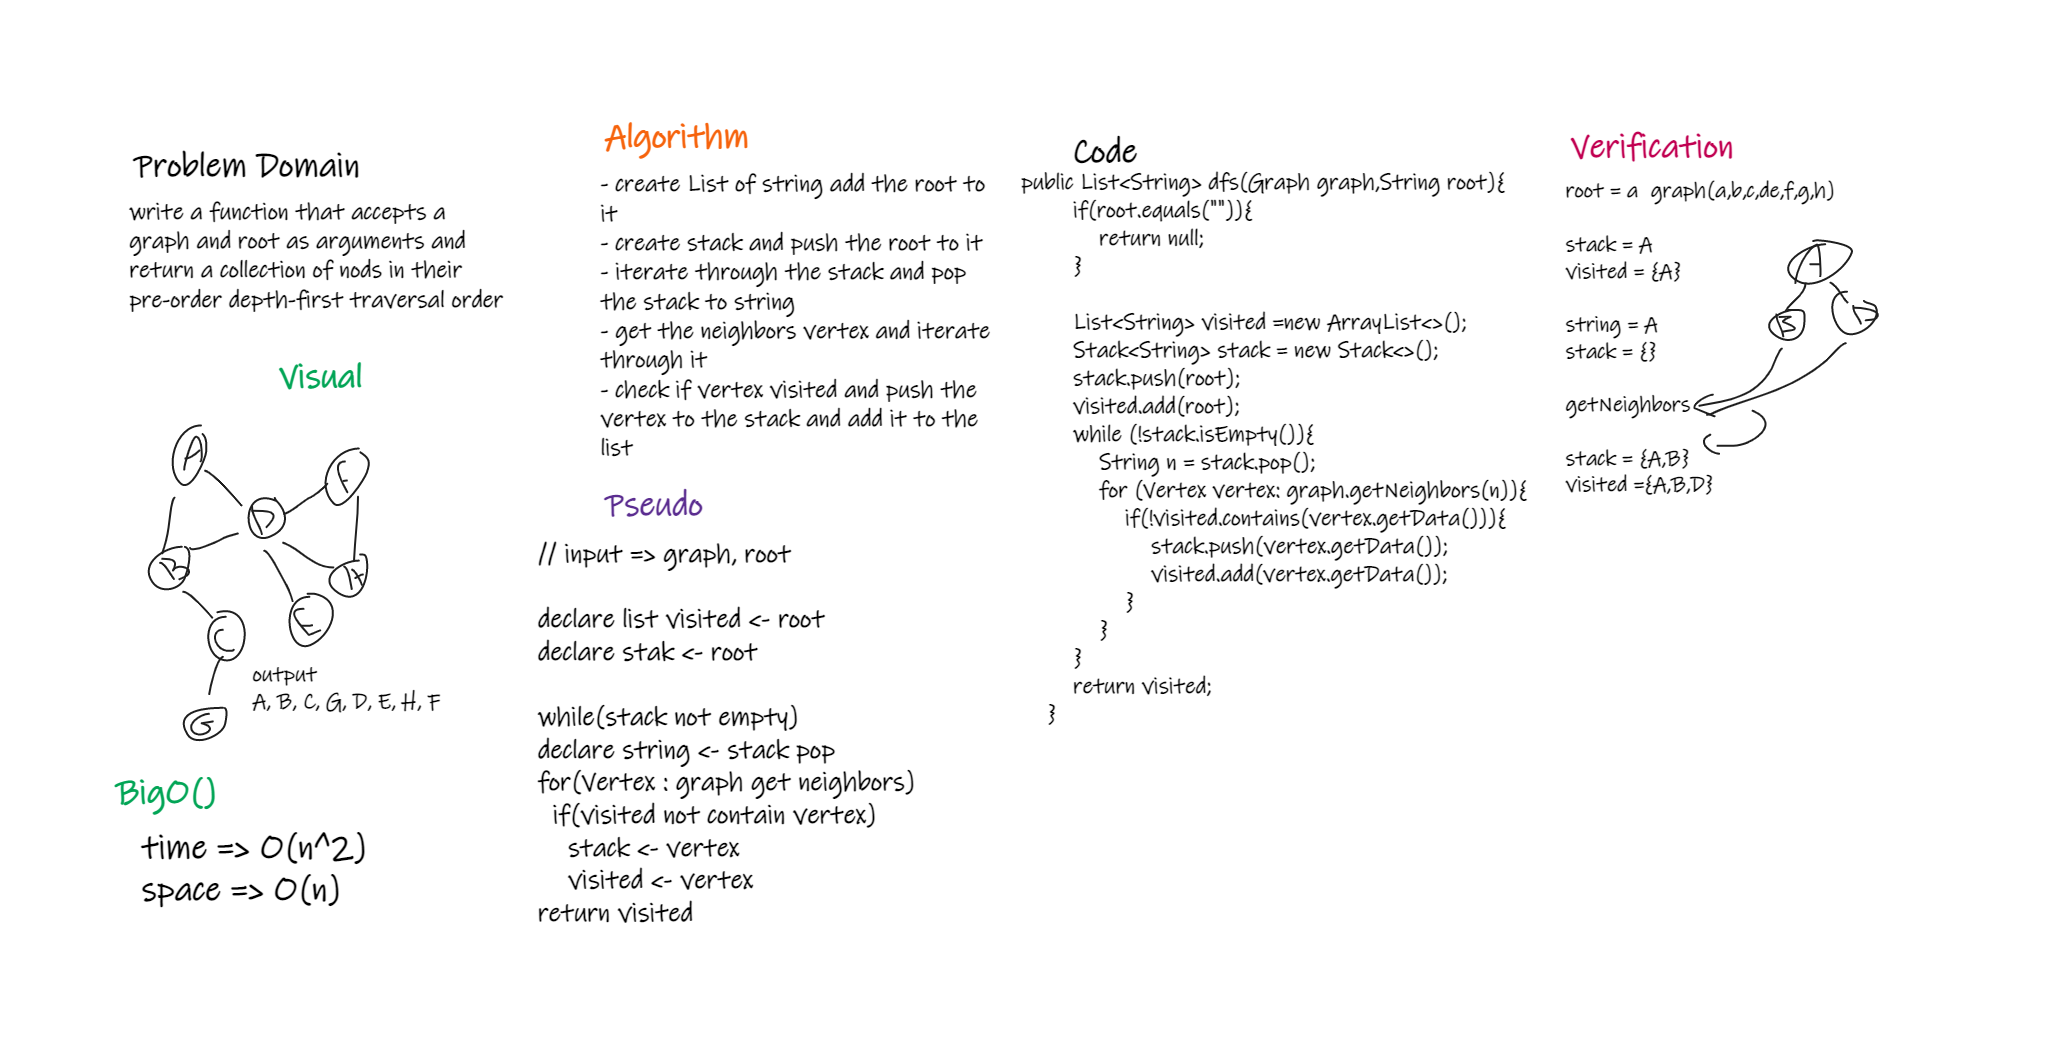 Problem Domain
write a function that accepts a
graph and root as arguments and
return a collection of nods in their
pre-order depth-first traversal order
Visual
A
F
D
B
H
C
E
G
output
A, B, C, G, D, E, H, F
BigO()
time => O(n^2)
space => O(n)
Algorithm
- create List of string add the root to
it
- create stack and push the root to it
- iterate through the stack and pop
the stack to string
- get the neighbors vertex and iterate
through it
- check if vertex visited and push the
vertex to the stack and add it to the
list
Pseudo
// input => graph, root
declare list visited <- root
declare stak <- root
while(stack not empty)
declare string <- stack pop
for(Vertex : graph get neighbors)
if(visited not contain vertex)
stack <- vertex
visited <- vertex
return visited
Code
public List<String> dfs(Graph graph,String root){
if(root.equals("")){
return null;
}
List<String> visited =new ArrayList<>();
Stack<String> stack = new Stack<>();
stack.push(root);
visited.add(root);
while (!stack.isEmpty()){
String n = stack.pop();
for (Vertex vertex: graph.getNeighbors(n)){
if(!visited.contains(vertex.getData())){
stack.push(vertex.getData());
visited.add(vertex.getData());
}
}
}
return visited;
}
Verification
root = a graph(a,b,c,de,f,g,h)
stack = A
visited = {A}
string = A
stack = {}
getNeighbors
stack = {A,B}
visited ={A,B,D}
A
B
D